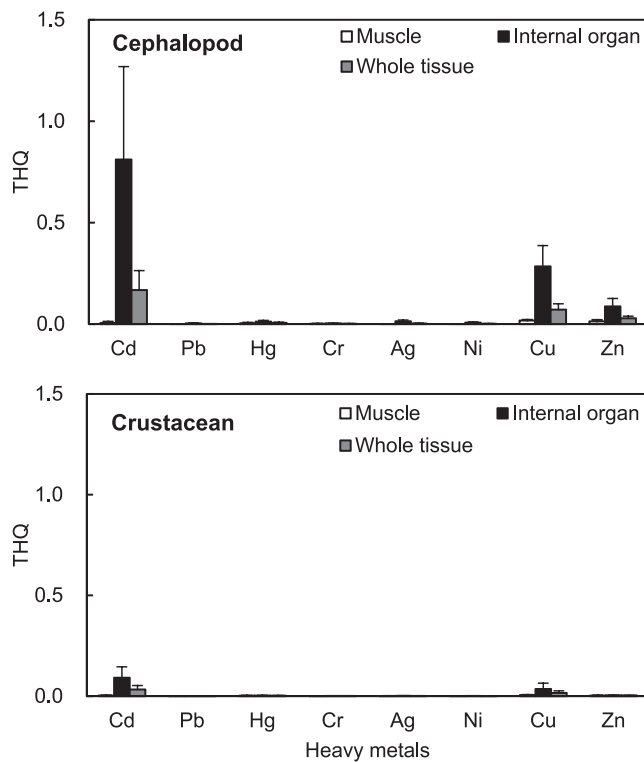 1.5
Cephalopod
Muscle
Internal organ
Whole tissue
1.0
THQ
0.5
0.0
Cd Pb Hg Cr Ag Ni Cu Zn
1.5
Crustacean
Muscle
Internal organ
Whole tissue
1.0
THQ
0.5
0.0
Cd Pb Hg Cr Ag Ni Cu Zn
Heavy metals